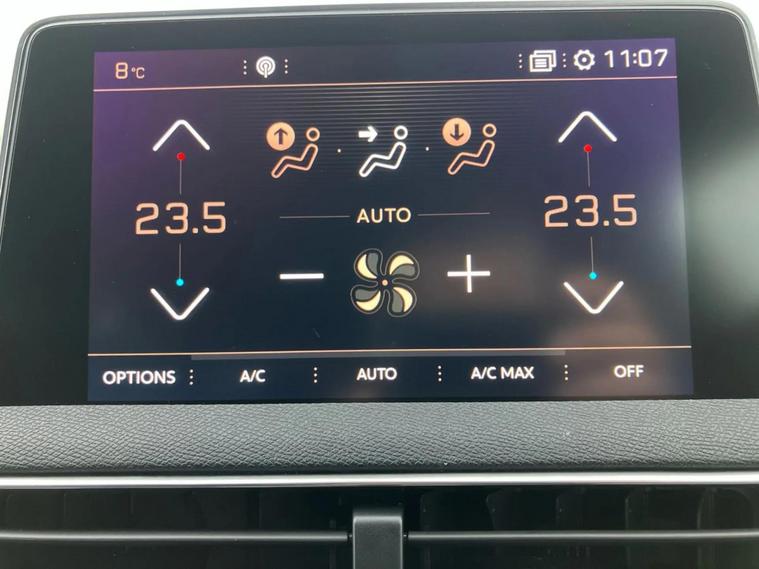 8°C 11:07
23.5 23.5
AUTO
OPTIONS A/C AUTO A/C MAX OFF